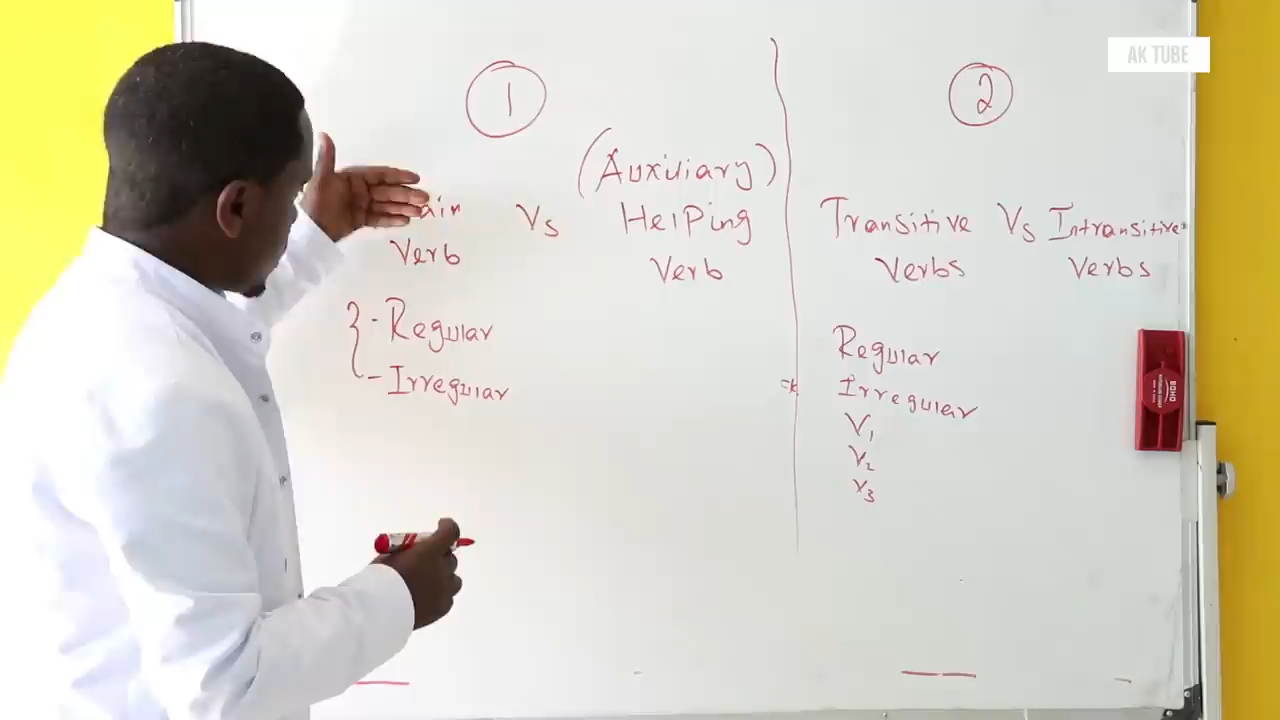 AK TUBE
1
(Auxiliary)
Main Vs Helping
Verb Verb
- Regular
- Irregular
2
Transitive Vs Intransitive
Verbs Verbs
Regular
Irregular
V1
V2
V3
BOHO